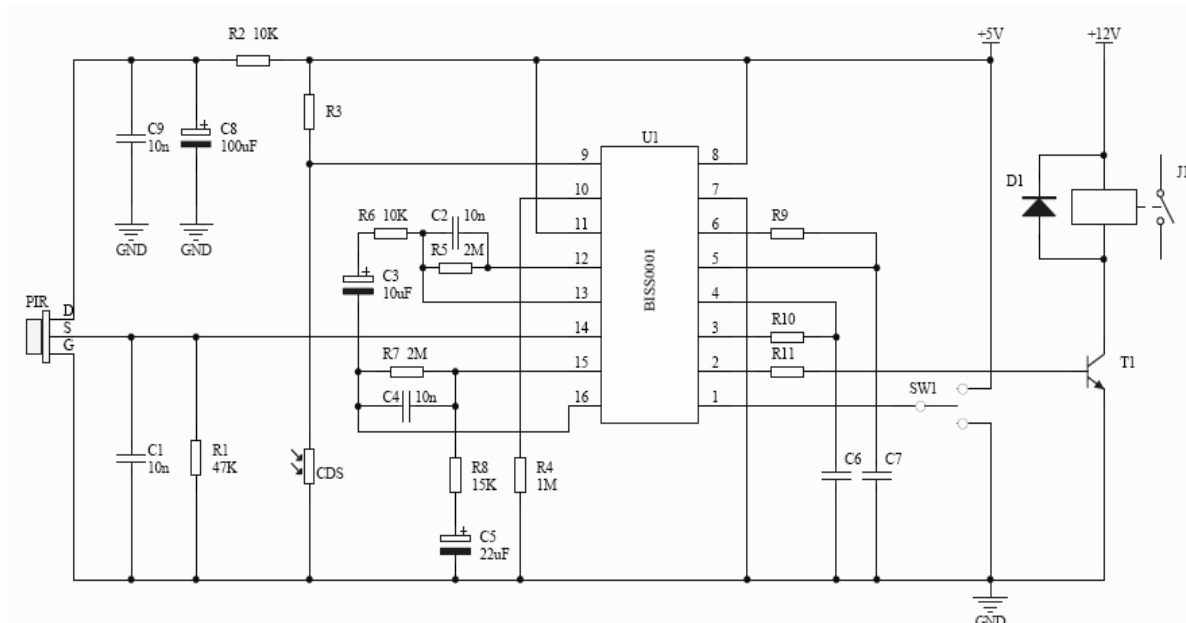 R2 10K
+5V
+12V
R3
C9
10n
C8
100uF
U1
9
8
10
7
11
6
12
5
13
4
14
3
15
2
16
1
BISS0001
D1
J1
R6 10K
C2 10n
R9
R5 2M
C3
10uF
GND
GND
PIR
D
S
G
R10
R7 2M
R11
T1
C4 10n
SW1
C1
10n
R1
47K
CDS
R8
15K
R4
1M
C6
C7
C5
22uF
GND